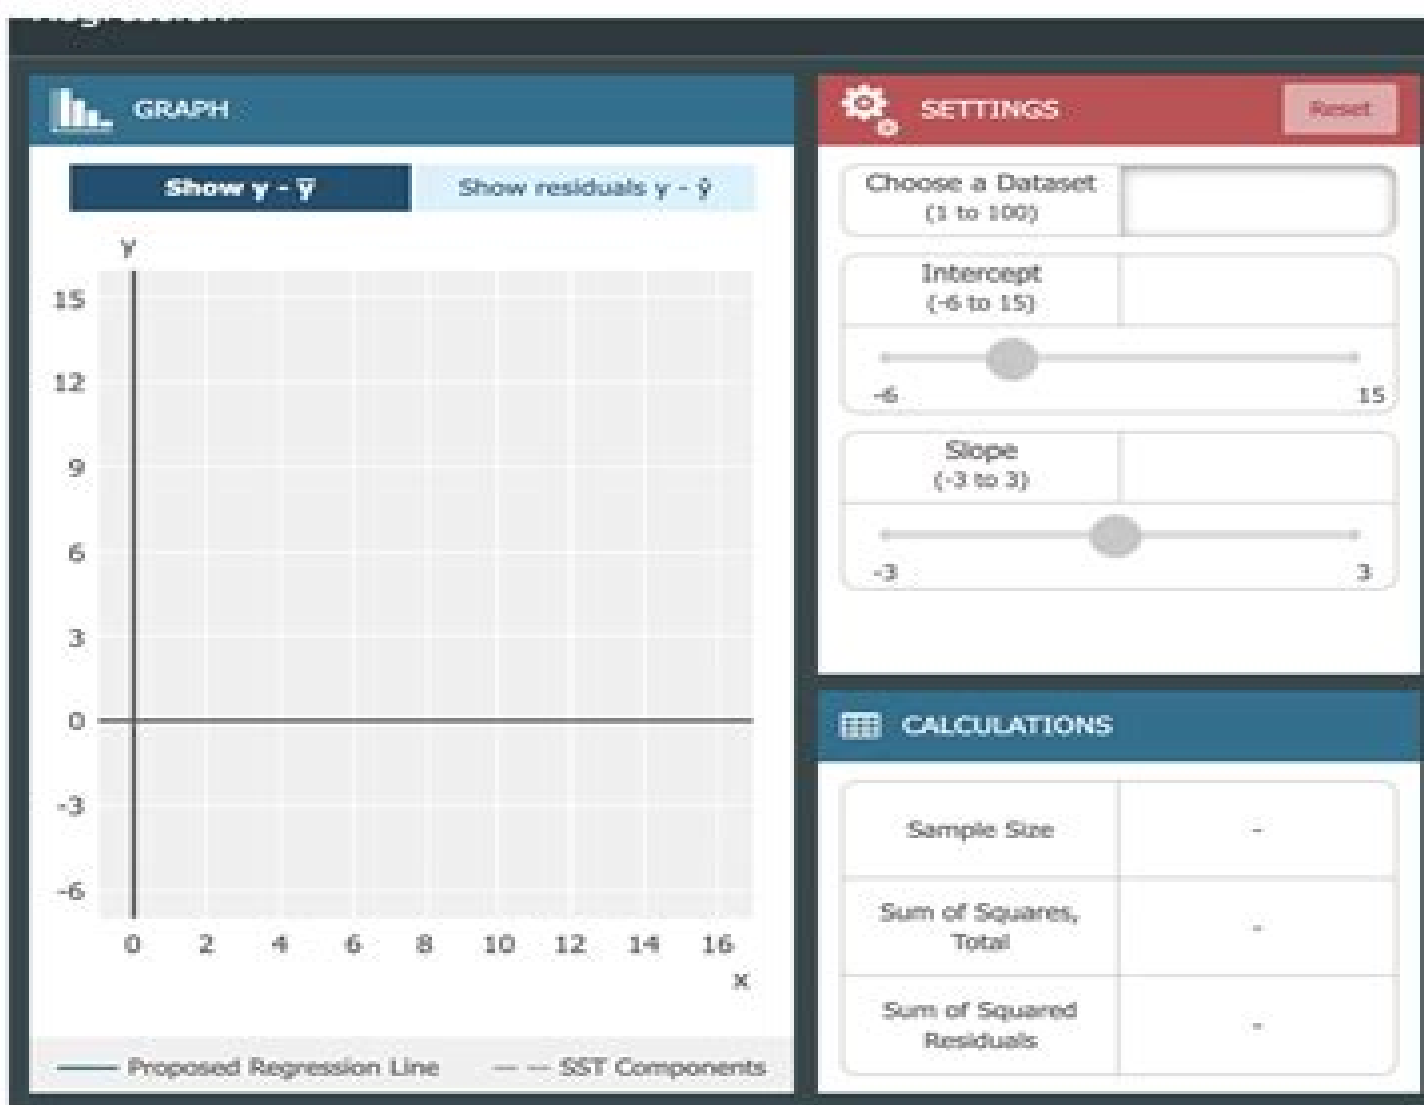 Regression
GRAPH
Show y - ȳ
Show residuals y - ŷ
y
15
12
9
6
3
0
-3
-6
0 2 4 6 8 10 12 14 16
x
Proposed Regression Line
SST Components
SETTINGS
Reset
Choose a Dataset
(1 to 100)
Intercept
(-6 to 15)
-6 15
Slope
(-3 to 3)
-3 3
CALCULATIONS
Sample Size -
Sum of Squares,
Total -
Sum of Squared
Residuals -